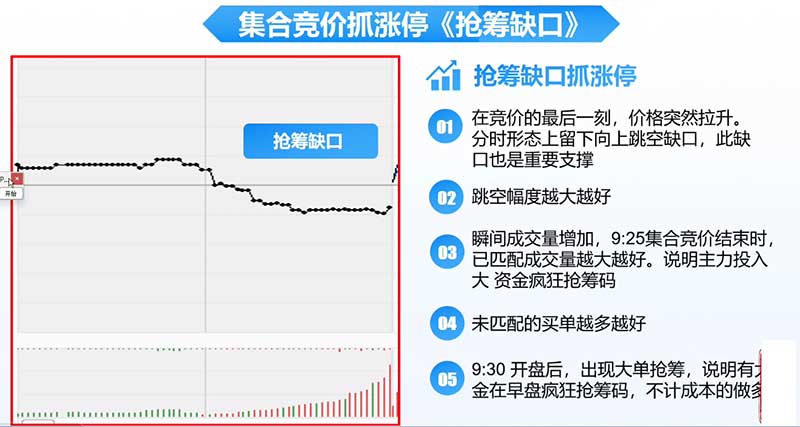 集合竞价抓涨停《抢筹缺口》
抢筹缺口
P...
开始
抢筹缺口抓涨停
01
在竞价的最后一刻，价格突然拉升。
分时形态上留下向上跳空缺口，此缺
口也是重要支撑
02
跳空幅度越大越好
03
瞬间成交量增加，9:25集合竞价结束时，
已匹配成交量越大越好。说明主力投入
大 资金疯狂抢筹码
04
未匹配的买单越多越好
05
9:30 开盘后，出现大单抢筹，说明有
金在早盘疯狂抢筹码，不计成本的做多